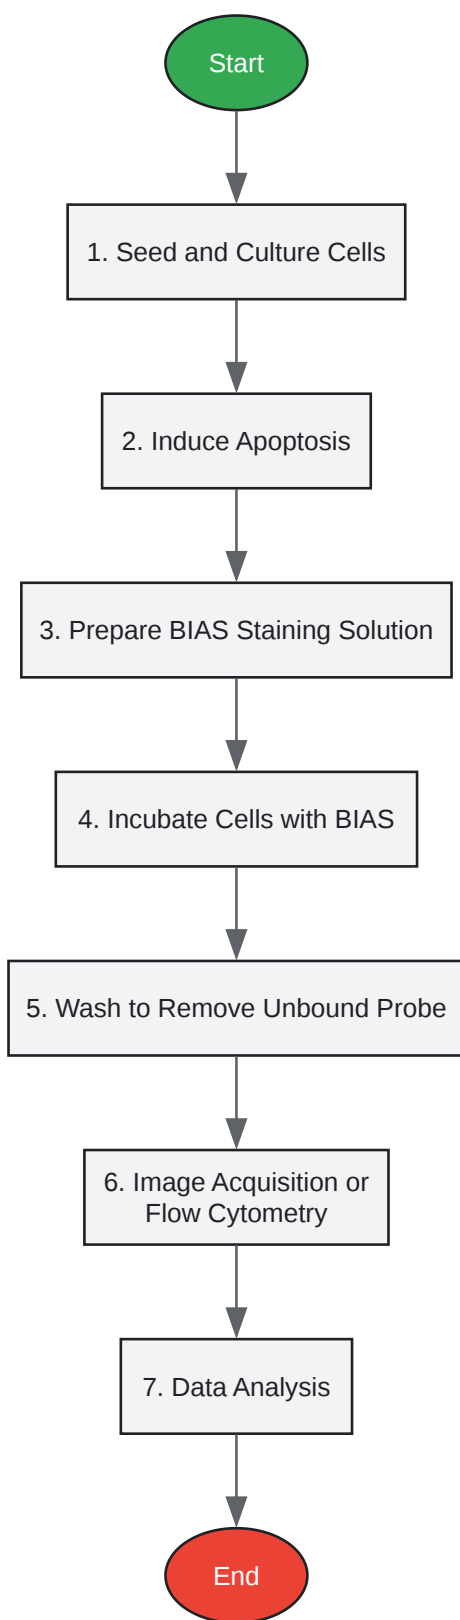 Start
1. Seed and Culture Cells
2. Induce Apoptosis
3. Prepare BIAS Staining Solution
4. Incubate Cells with BIAS
5. Wash to Remove Unbound Probe
6. Image Acquisition or
Flow Cytometry
7. Data Analysis
End